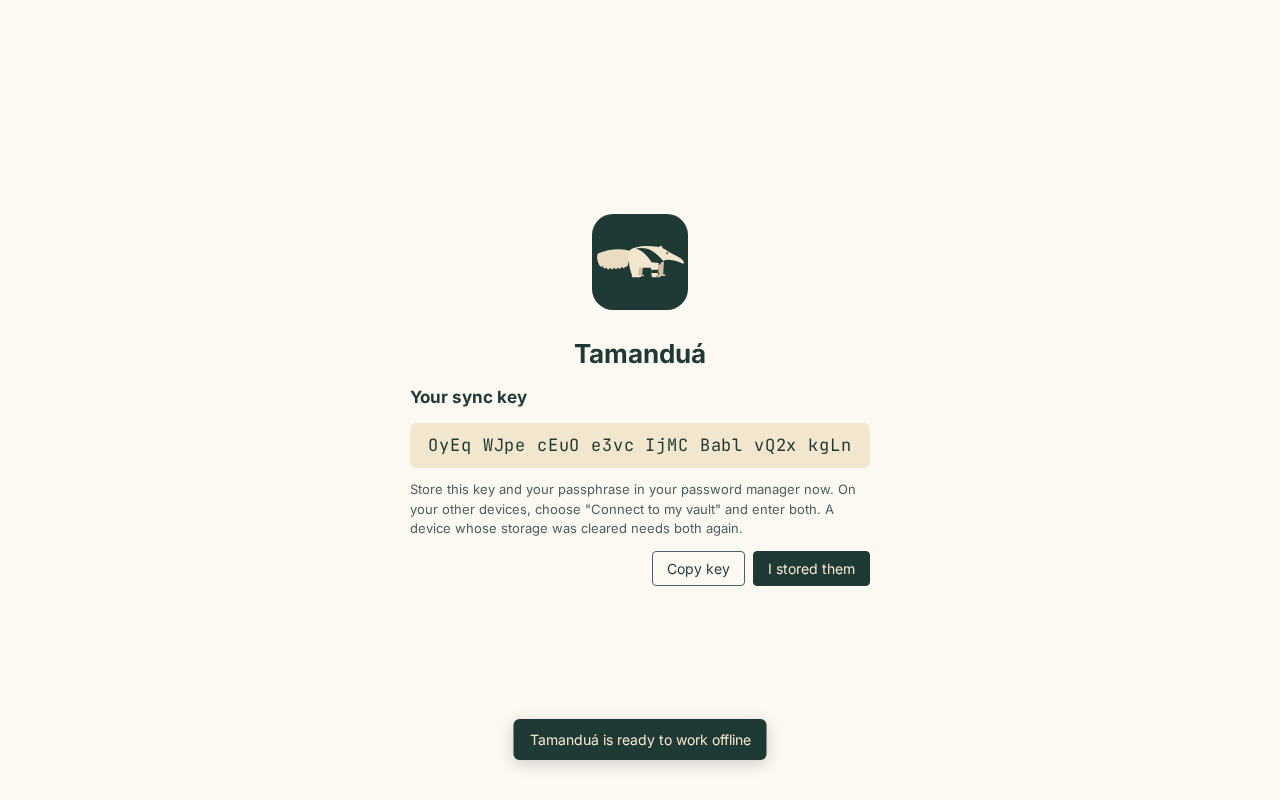 Tamanduá
Your sync key
OyEq WJpe cEuO e3vc IjMC Babl vQ2x kgLn
Store this key and your passphrase in your password manager now. On
your other devices, choose "Connect to my vault" and enter both. A
device whose storage was cleared needs both again.
Copy key
I stored them
Tamanduá is ready to work offline